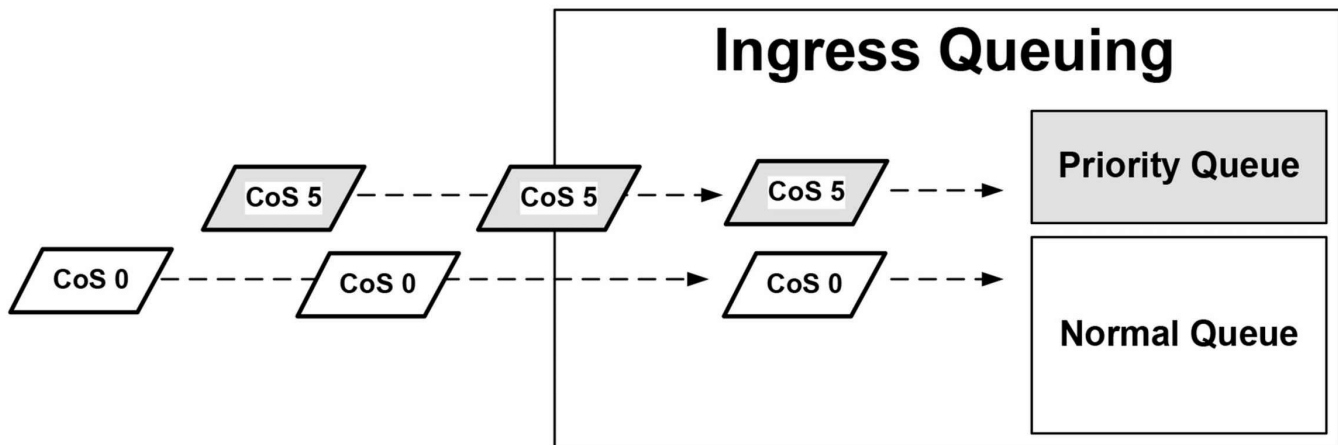 Ingress Queuing
CoS 5
CoS 5
CoS 5
Priority Queue
CoS 0
CoS 0
CoS 0
Normal Queue